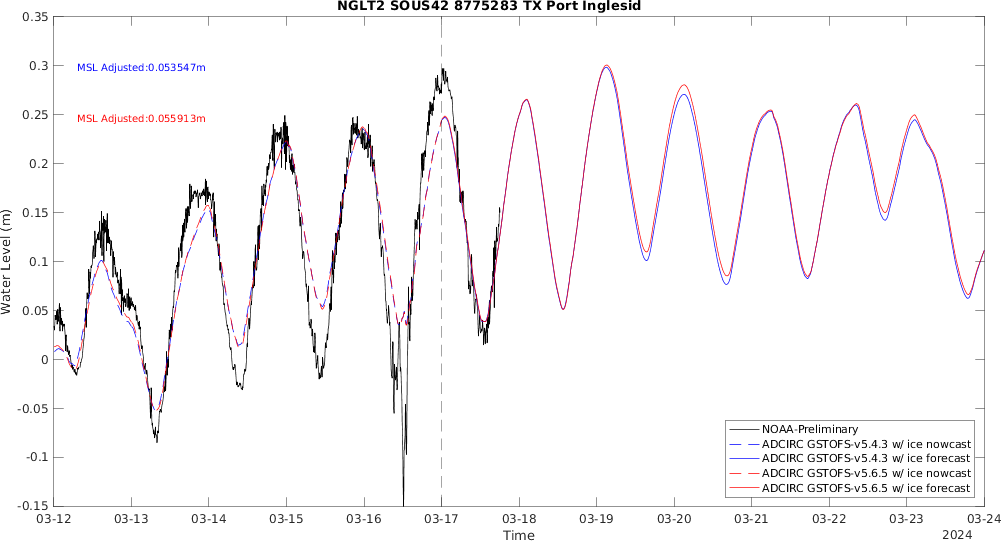 NGLT2 SOUS42 8775283 TX Port Inglesid
0.35
0.3
0.25
0.2
0.15
0.1
0.05
0
-0.05
-0.1
-0.15
Water Level (m)
MSL Adjusted:0.053547m
MSL Adjusted:0.055913m
NOAA-Preliminary
ADCIRC GSTOFS-v5.4.3 w/ ice nowcast
ADCIRC GSTOFS-v5.4.3 w/ ice forecast
ADCIRC GSTOFS-v5.6.5 w/ ice nowcast
ADCIRC GSTOFS-v5.6.5 w/ ice forecast
03-12 03-13 03-14 03-15 03-16 03-17 03-18 03-19 03-20 03-21 03-22 03-23 03-24
Time
2024